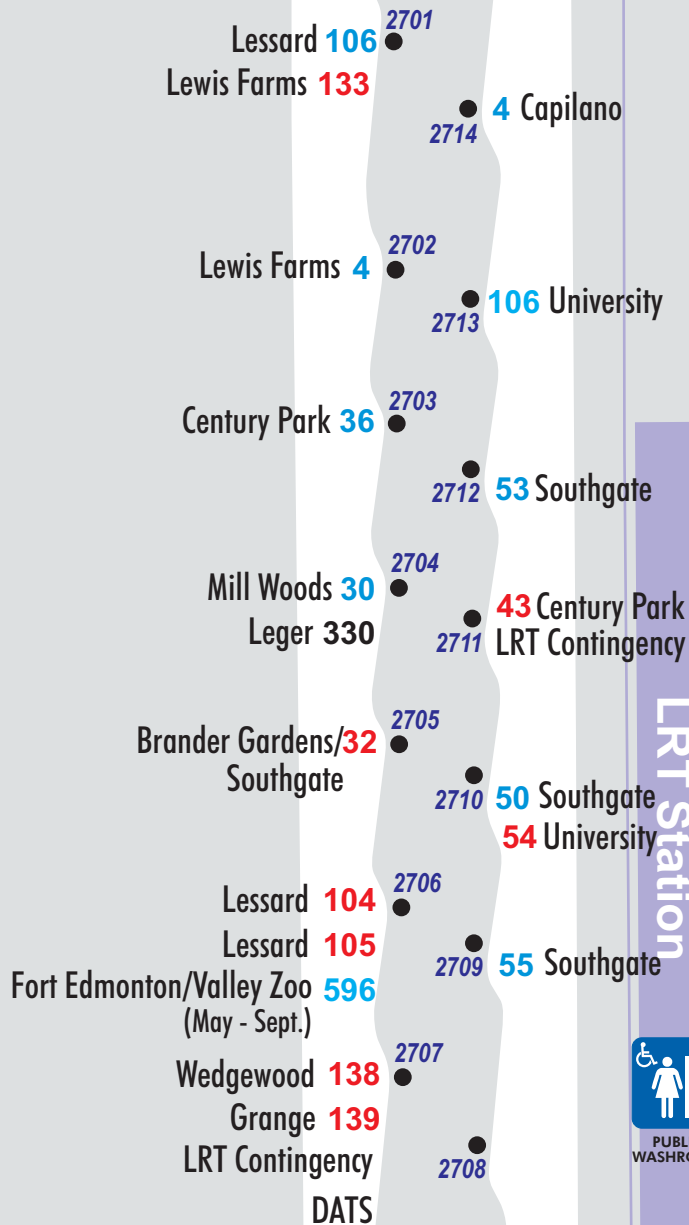 2701
Lessard 106
Lewis Farms 133
4 Capilano
2714
2702
Lewis Farms 4
106 University
2713
2703
Century Park 36
2712 53 Southgate
2704
Mill Woods 30
43 Century Park
Leger 330
2711 LRT Contingency
2705
Brander Gardens/32
Southgate
2710 50 Southgate
54 University
LRT Station
2706
Lessard 104
Lessard 105
2709 55 Southgate
Fort Edmonton/Valley Zoo 596
(May - Sept.)
2707
Wedgewood 138
Grange 139
LRT Contingency
2708
DATS